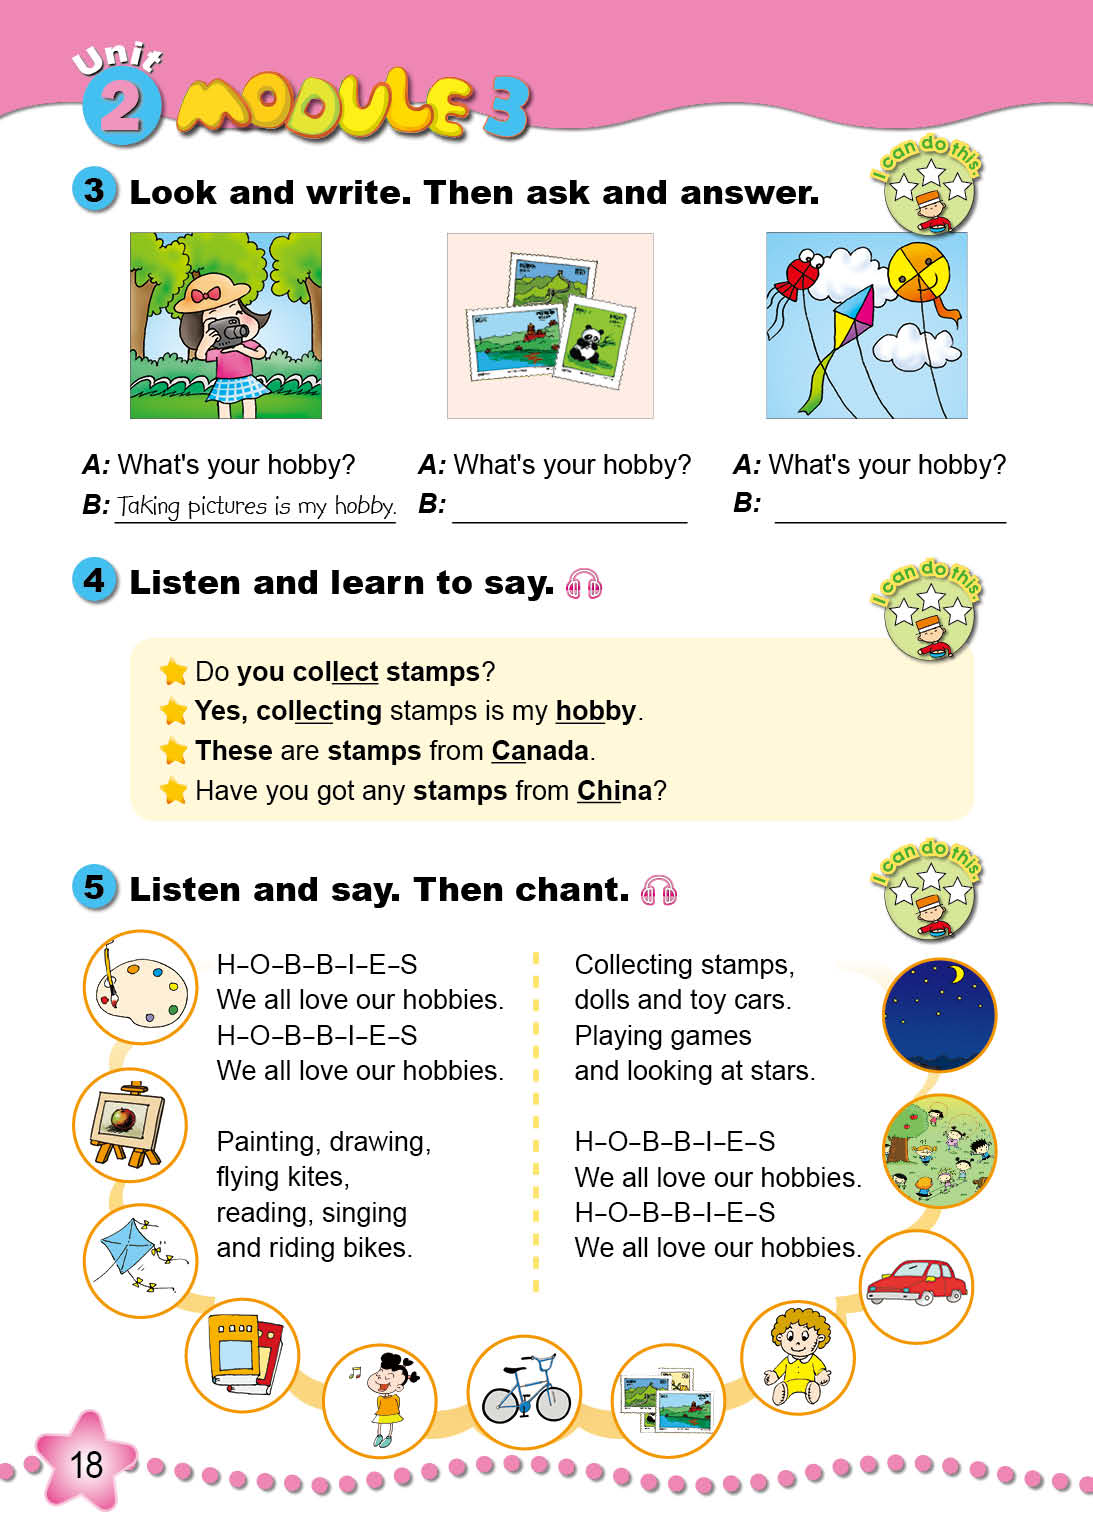 Unit
2 MODULE 3
3 Look and write. Then ask and answer.
I can do this.
A: What's your hobby?
B: Taking pictures is my hobby.
A: What's your hobby?
B:
A: What's your hobby?
B:
4 Listen and learn to say.
I can do this.
Do you collect stamps?
Yes, collecting stamps is my hobby.
These are stamps from Canada.
Have you got any stamps from China?
5 Listen and say. Then chant.
I can do this.
H–O–B–B–I–E–S
We all love our hobbies.
H–O–B–B–I–E–S
We all love our hobbies.
Painting, drawing,
flying kites,
reading, singing
and riding bikes.
Collecting stamps,
dolls and toy cars.
Playing games
and looking at stars.
H–O–B–B–I–E–S
We all love our hobbies.
H–O–B–B–I–E–S
We all love our hobbies.
18